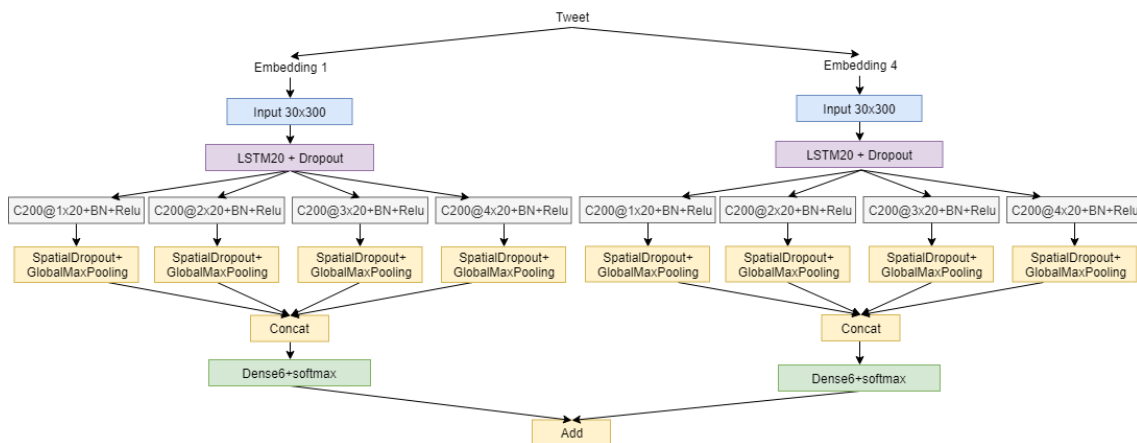 Tweet
Embedding 1
Embedding 4
Input 30x300
Input 30x300
LSTM20 + Dropout
LSTM20 + Dropout
C200@1x20+BN+Relu
C200@2x20+BN+Relu
C200@3x20+BN+Relu
C200@4x20+BN+Relu
C200@1x20+BN+Relu
C200@2x20+BN+Relu
C200@3x20+BN+Relu
C200@4x20+BN+Relu
SpatialDropout+
GlobalMaxPooling
SpatialDropout+
GlobalMaxPooling
SpatialDropout+
GlobalMaxPooling
SpatialDropout+
GlobalMaxPooling
SpatialDropout+
GlobalMaxPooling
SpatialDropout+
GlobalMaxPooling
SpatialDropout+
GlobalMaxPooling
SpatialDropout+
GlobalMaxPooling
Concat
Concat
Dense6+softmax
Dense6+softmax
Add